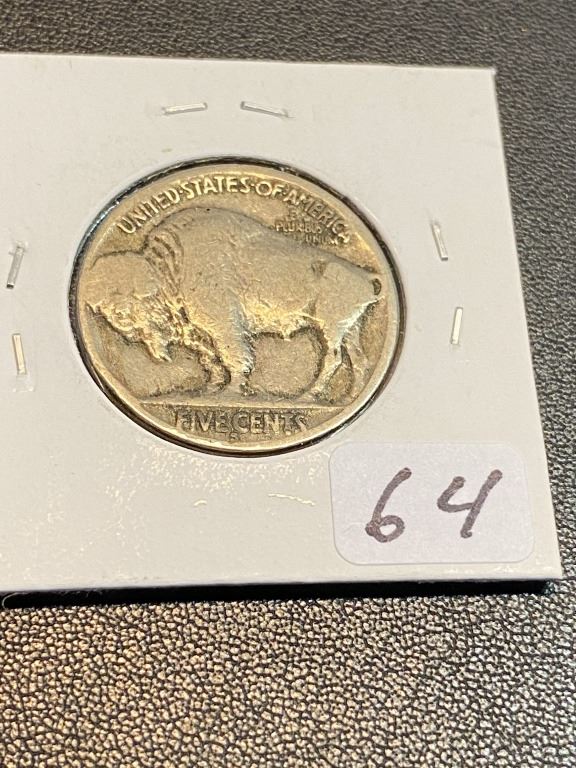 UNITED·STATES·OF·AMERICA
E
PLURIBUS
UNUM
FIVE CENTS
64